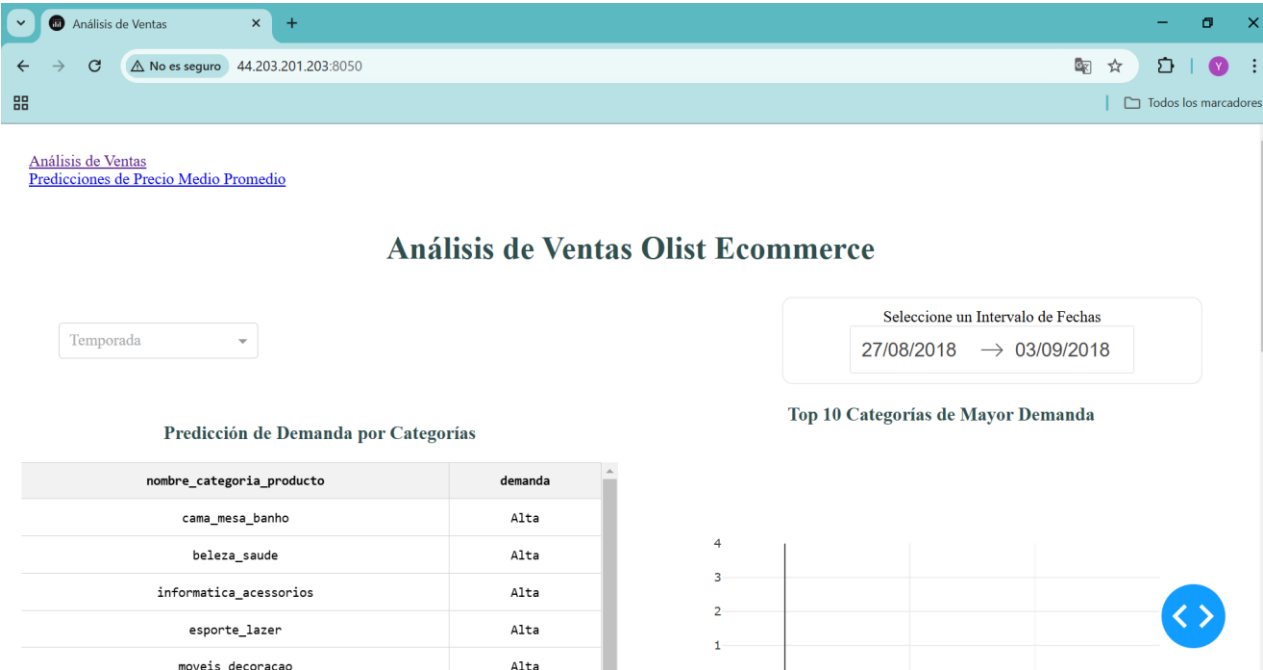 Análisis de Ventas
No es seguro 44.203.201.203:8050
Y
Todos los marcadores
Análisis de Ventas
Predicciones de Precio Medio Promedio
Análisis de Ventas Olist Ecommerce
Temporada
Seleccione un Intervalo de Fechas
27/08/2018 → 03/09/2018
Predicción de Demanda por Categorías
nombre_categoria_producto demanda
cama_mesa_banho Alta
beleza_saude Alta
informatica_acessorios Alta
esporte_lazer Alta
moveis_decoracao Alta
Top 10 Categorías de Mayor Demanda
4
3
2
1